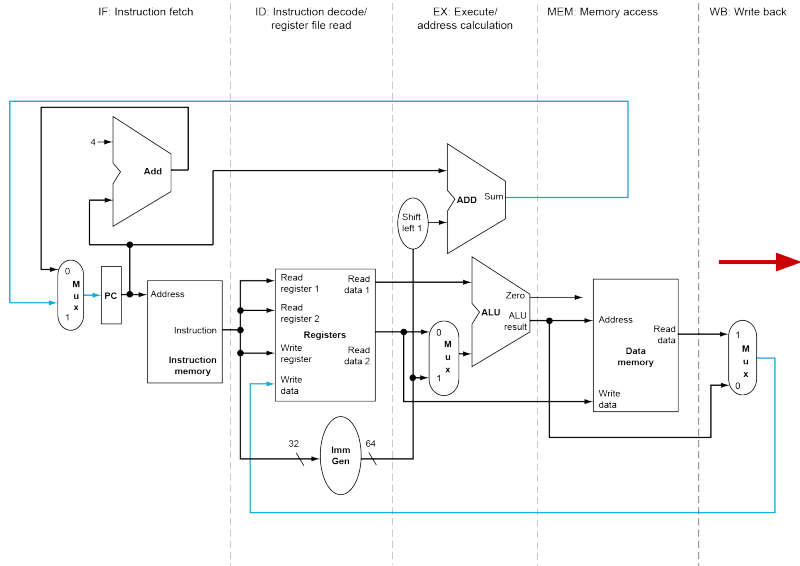 IF: Instruction fetch
ID: Instruction decode/
register file read
EX: Execute/
address calculation
MEM: Memory access
WB: Write back
4
Add
ADD
Sum
Shift
left 1
0
M
u
x
1
PC
Address
Instruction
Instruction
memory
Read
register 1
Read
register 2
Write
register
Write
data
Registers
Read
data 1
Read
data 2
0
M
u
x
1
Zero
ALU
ALU
result
Address
Read
data
Data
memory
Write
data
1
M
u
x
0
32
Imm
Gen
64